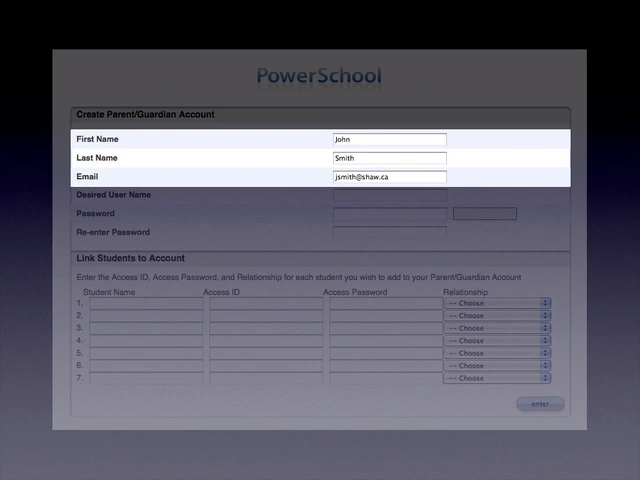 PowerSchool
Create Parent/Guardian Account
First Name John
Last Name Smith
Email jsmith@shaw.ca
Desired User Name
Password
Re-enter Password
Link Students to Account
Enter the Access ID, Access Password, and Relationship for each student you wish to add to your Parent/Guardian Account
Student Name Access ID Access Password Relationship
1. -- Choose
2. -- Choose
3. -- Choose
4. -- Choose
5. -- Choose
6. -- Choose
7. -- Choose
enter